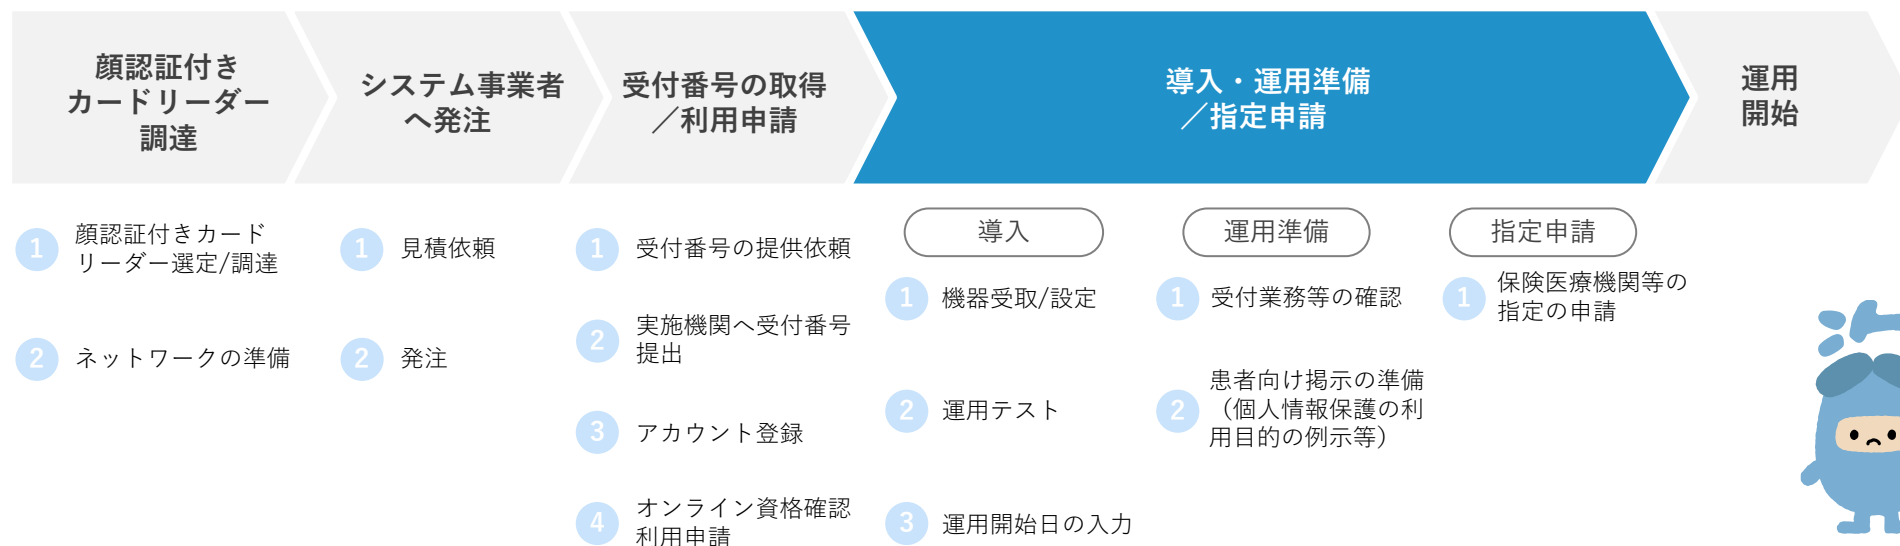 顔認証付き
カードリーダー
調達
システム事業者
へ発注
受付番号の取得
／利用申請
導入・運用準備
／指定申請
運用
開始
1
顔認証付きカード
リーダー選定/調達
2
ネットワークの準備
1
見積依頼
2
発注
1
受付番号の提供依頼
2
実施機関へ受付番号
提出
3
アカウント登録
4
オンライン資格確認
利用申請
導入
1
機器受取/設定
2
運用テスト
3
運用開始日の入力
運用準備
1
受付業務等の確認
2
患者向け掲示の準備
（個人情報保護の利
用目的の例示等）
指定申請
1
保険医療機関等の
指定の申請